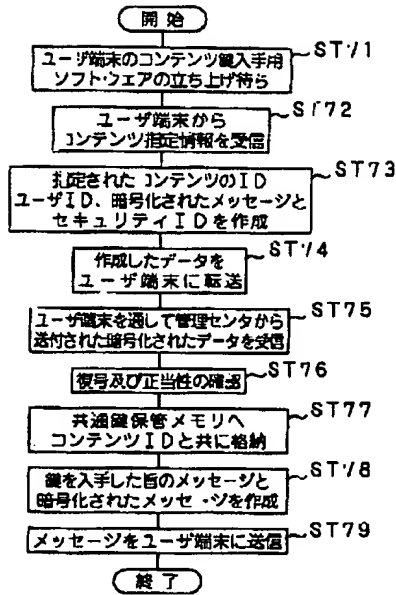 開始
ユーザ端末のコンテンツ鍵入手用 ST71
ソフトウェアの立ち上げ待ち
ユーザ端末から ST72
コンテンツ指定情報を受信
指定されたコンテンツのID ST73
ユーザID、暗号化されたメッセージと
セキュリティIDを作成
作成したデータを ST74
ユーザ端末に転送
ユーザ端末を通して管理センタから ST75
送付された暗号化されたデータを受信
復号及び正当性の確認 ST76
共通鍵保管メモリへ ST77
コンテンツIDと共に格納
鍵を入手した旨のメッセージと ST78
暗号化されたメッセージを作成
メッセージをユーザ端末に送信 ST79
終了